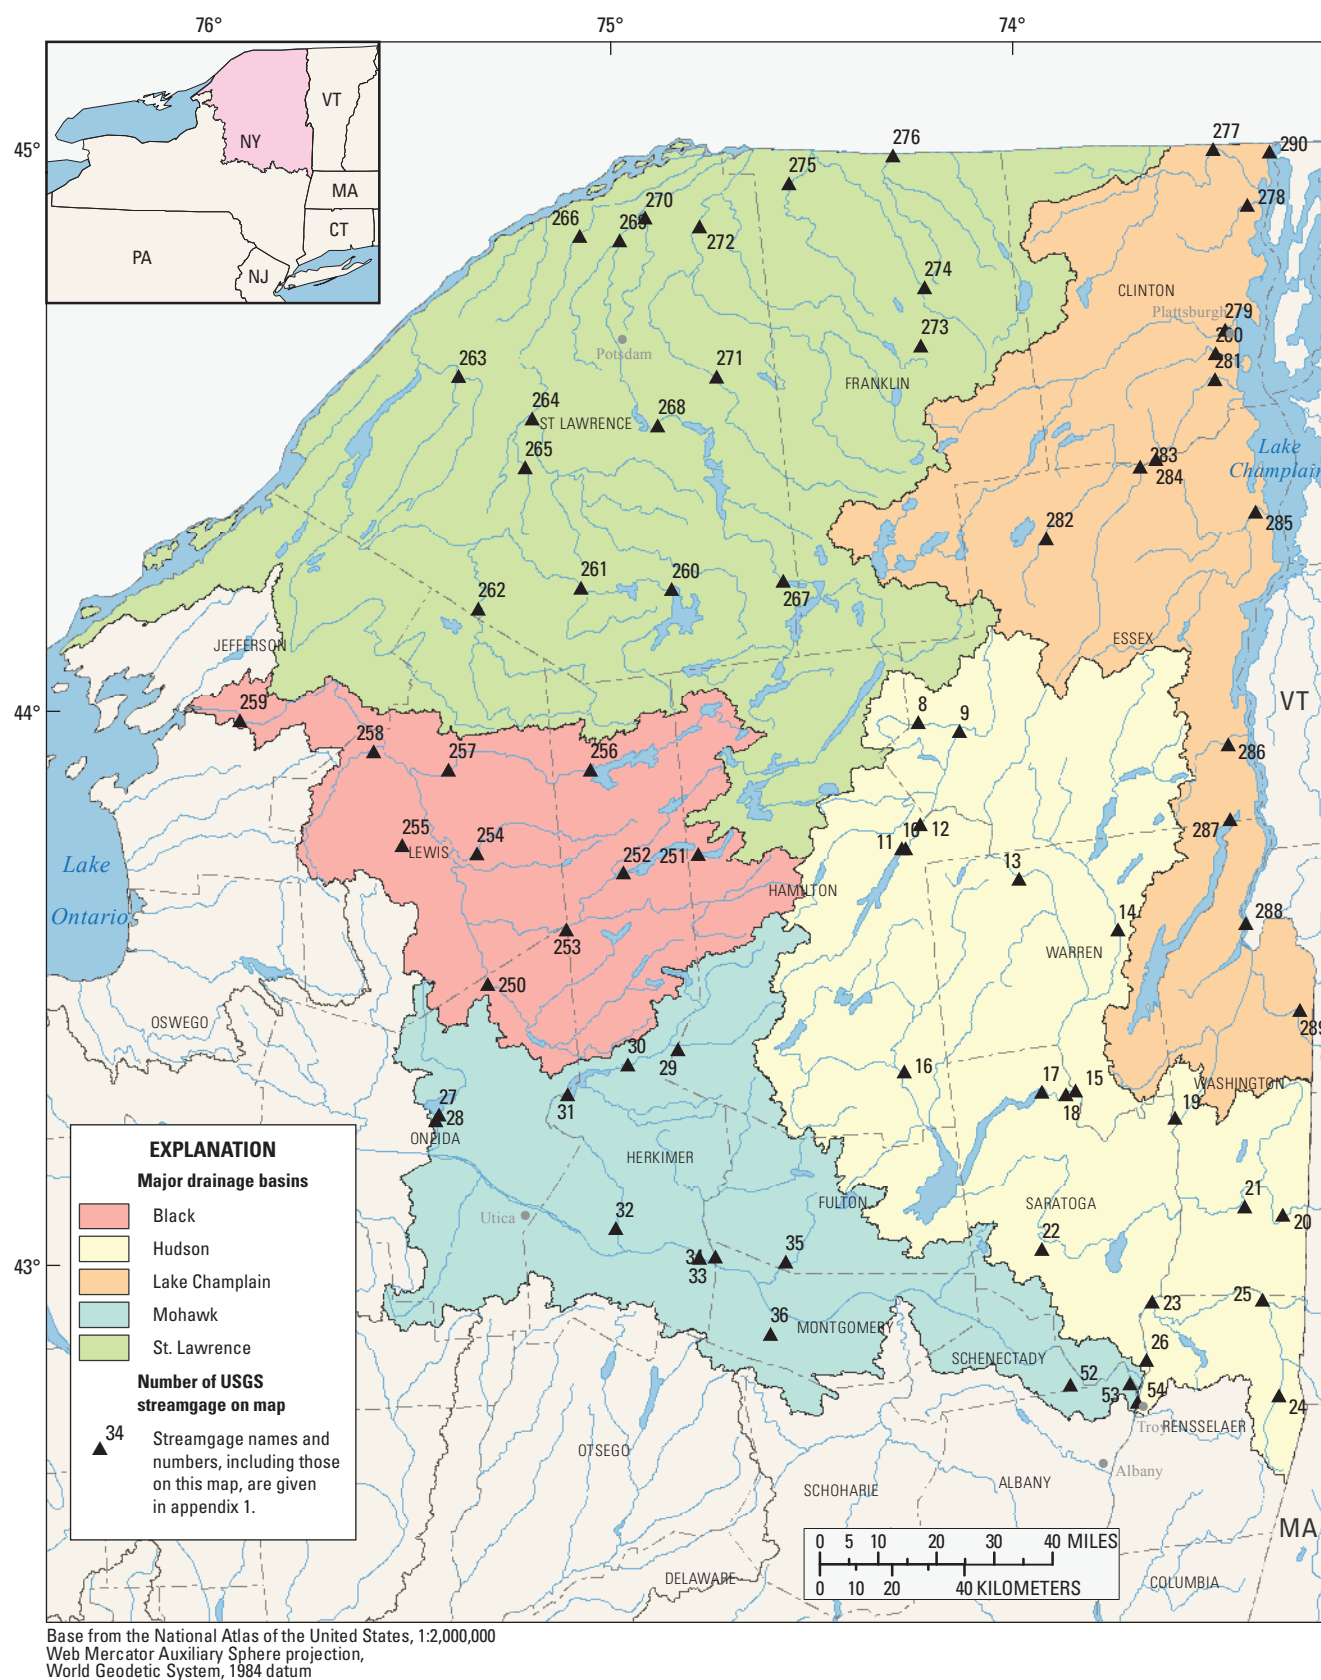 76°
75°
74°
45°
44°
43°
VT
NY
MA
CT
PA
NJ
276
277
290
275
278
270
266
269
272
274
CLINTON
Plattsburgh
279
280
281
273
Potsdam
263
271
FRANKLIN
264
ST LAWRENCE
268
265
283
284
Lake
Champlain
282
285
261
260
262
267
JEFFERSON
ESSEX
VT
259
258
257
256
8
9
286
255
LEWIS
254
252
251
11
10
12
287
Lake
Ontario
HAMILTON
13
14
288
253
WARREN
250
OSWEGO
289
30
29
31
16
17
15
18
WASHINGTON
19
27
28
ONEIDA
HERKIMER
FULTON
SARATOGA
21
20
Utica
32
22
34
33
35
23
25
36
MONTGOMERY
26
SCHENECTADY
52
53
54
24
Troy
RENSSELAER
OTSEGO
Albany
SCHOHARIE
ALBANY
MA
DELAWARE
COLUMBIA
EXPLANATION
Major drainage basins
Black
Hudson
Lake Champlain
Mohawk
St. Lawrence
Number of USGS
streamgage on map
34
Streamgage names and
numbers, including those
on this map, are given
in appendix 1.
0 5 10 20 30 40 MILES
0 10 20 40 KILOMETERS
Base from the National Atlas of the United States, 1:2,000,000
Web Mercator Auxiliary Sphere projection,
World Geodetic System, 1984 datum